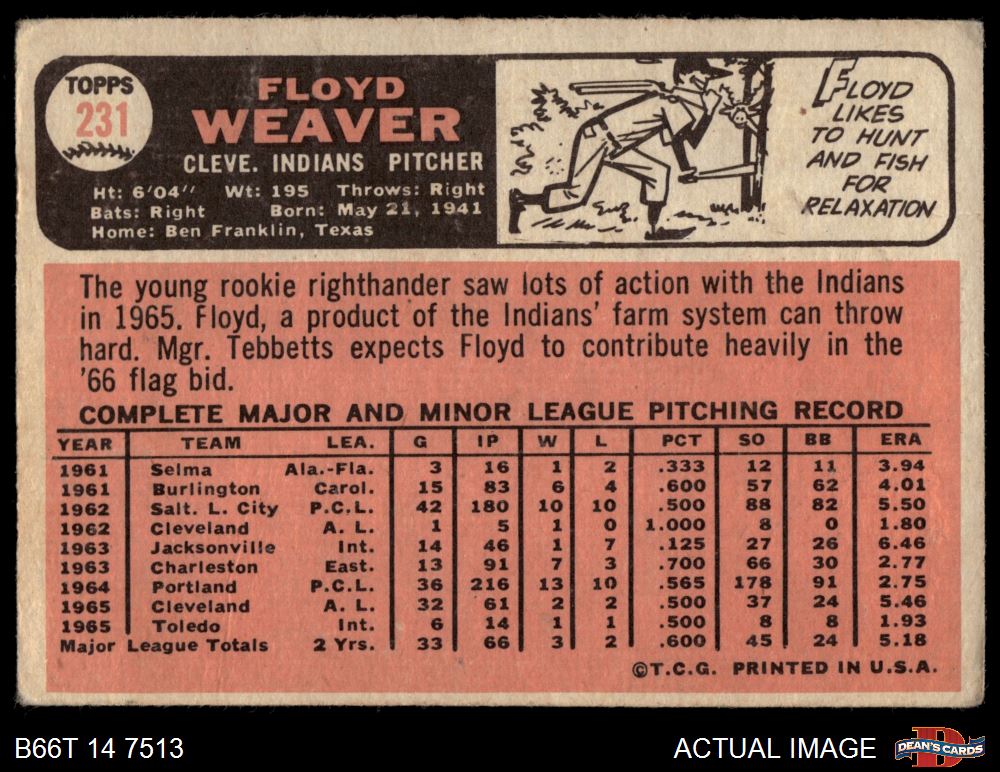 TOPPS
231
FLOYD
WEAVER
CLEVE. INDIANS PITCHER
Ht: 6'04" Wt: 195 Throws: Right
Bats: Right Born: May 21, 1941
Home: Ben Franklin, Texas
FLOYD
LIKES
TO HUNT
AND FISH
FOR
RELAXATION
The young rookie righthander saw lots of action with the Indians
in 1965. Floyd, a product of the Indians' farm system can throw
hard. Mgr. Tebbetts expects Floyd to contribute heavily in the
'66 flag bid.
COMPLETE MAJOR AND MINOR LEAGUE PITCHING RECORD
YEAR TEAM LEA. G IP W L PCT SO BB ERA
1961 Selma Ala.-Fla. 3 16 1 2 .333 12 11 3.94
1961 Burlington Carol. 15 83 6 4 .600 57 62 4.01
1962 Salt. L. City P.C.L. 42 180 10 10 .500 88 82 5.50
1962 Cleveland A. L. 1 5 1 0 1.000 8 0 1.80
1963 Jacksonville Int. 14 46 1 7 .125 27 26 6.46
1963 Charleston East. 13 91 7 3 .700 66 30 2.77
1964 Portland P.C.L. 36 216 13 10 .565 178 91 2.75
1965 Cleveland A. L. 32 61 2 2 .500 37 24 5.46
1965 Toledo Int. 6 14 1 1 .500 8 8 1.93
Major League Totals 2 Yrs. 33 66 3 2 .600 45 24 5.18
©T.C.G. PRINTED IN U.S.A.
B66T 14 7513
ACTUAL IMAGE
D
DEAN'S CARDS